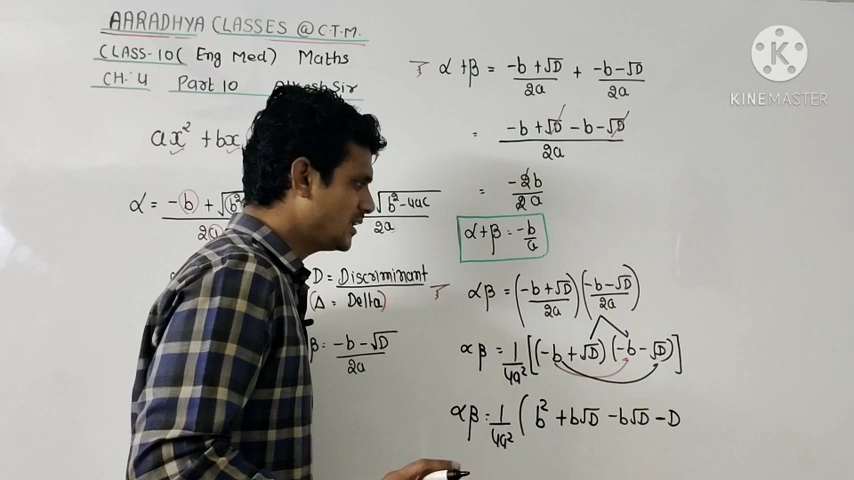 AARADHYA CLASSES @ C.T.M.
CLASS-10 ( Eng Med) Maths
CH: 4 Part 10 Sir
ax² + bx
α = -b + √b²
2a
√b²-4ac
2a
D = Discriminant
(Δ = Delta)
β = -b-√D
2a
α+β = -b+√D/2a + -b-√D/2a
= -b+√D -b-√D/2a
= -2b/2a
α+β = -b/a
αβ = (-b+√D/2a)(-b-√D/2a)
αβ = 1/4a² [(-b+√D)(-b-√D)]
αβ = 1/4a² ( b² +b√D -b√D -D
K
KINEMASTER